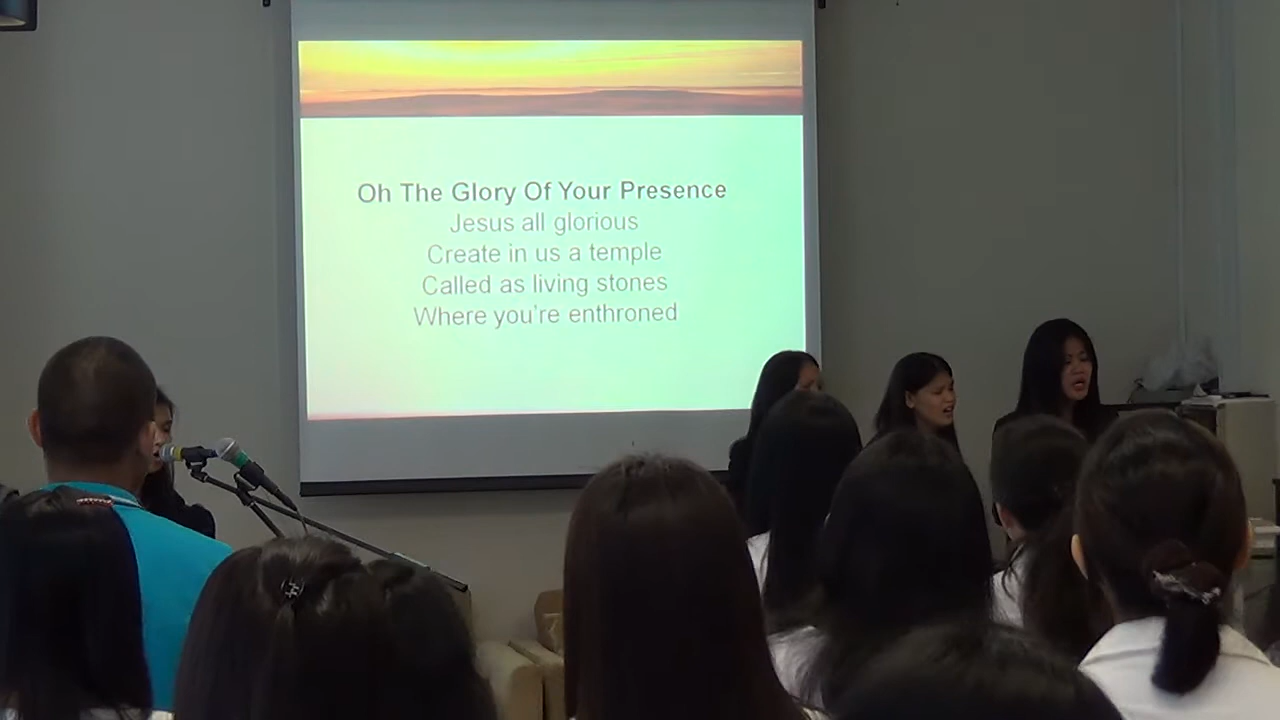 Oh The Glory Of Your Presence
Jesus all glorious
Create in us a temple
Called as living stones
Where you're enthroned